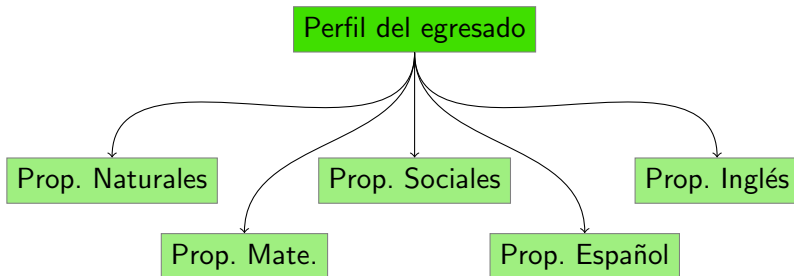 Perfil del egresado
Prop. Naturales
Prop. Sociales
Prop. Inglés
Prop. Mate.
Prop. Español